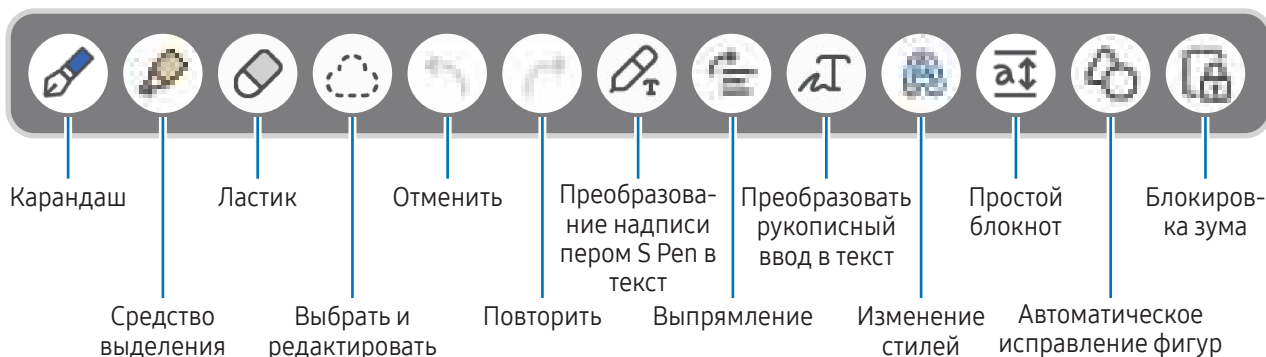 Карандаш
Ластик
Отменить
Преобразова-
ние надписи
пером S Pen в
текст
Преобразовать
рукописный
ввод в текст
Простой
блокнот
Блокиров-
ка зума
Средство
выделения
Выбрать и
редактировать
Повторить
Выпрямление
Изменение
стилей
Автоматическое
исправление фигур